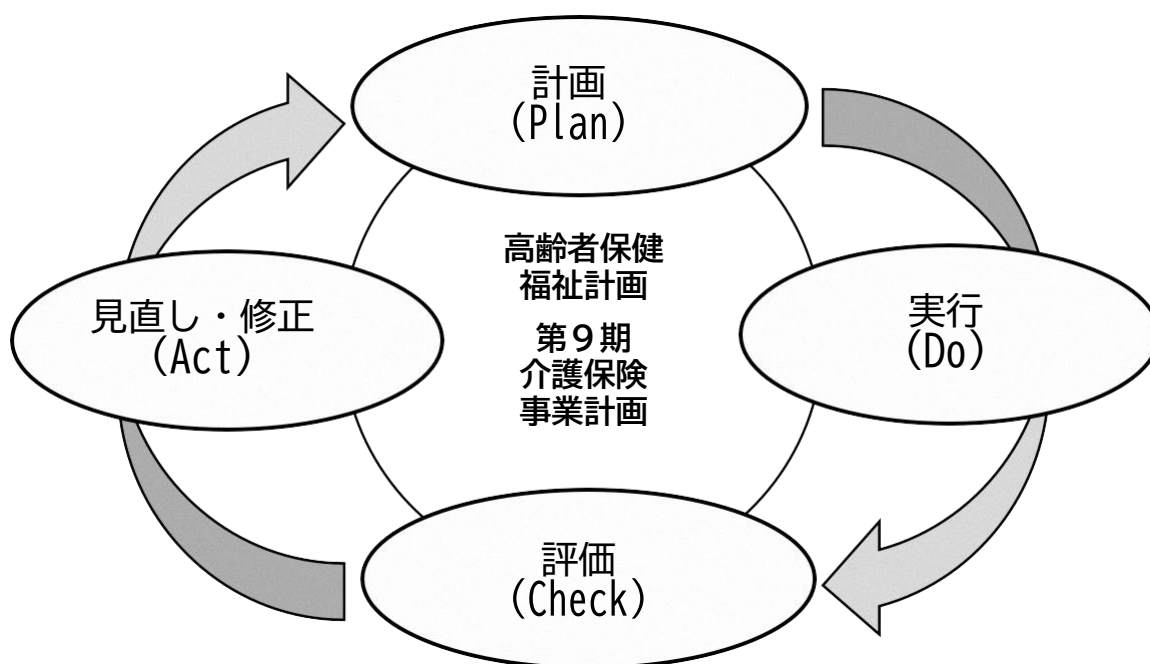 計画
(Plan)
高齢者保健
福祉計画
第９期
介護保険
事業計画
見直し・修正
(Act)
実行
(Do)
評価
(Check)